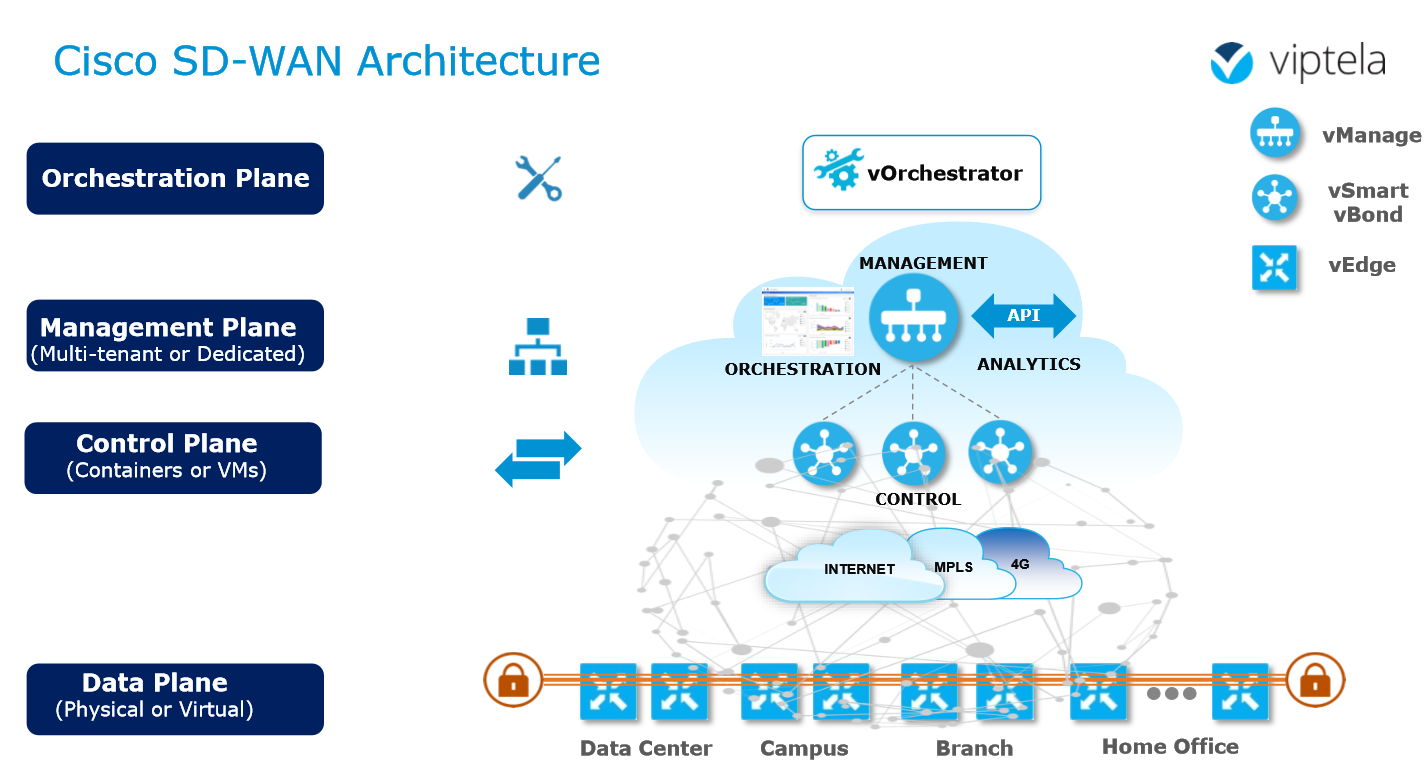 Cisco SD-WAN Architecture
viptela
vManage
vSmart
vBond
vEdge
Orchestration Plane
vOrchestrator
Management Plane
(Multi-tenant or Dedicated)
MANAGEMENT
API
ORCHESTRATION
ANALYTICS
Control Plane
(Containers or VMs)
CONTROL
INTERNET
MPLS
4G
Data Plane
(Physical or Virtual)
Data Center
Campus
Branch
Home Office